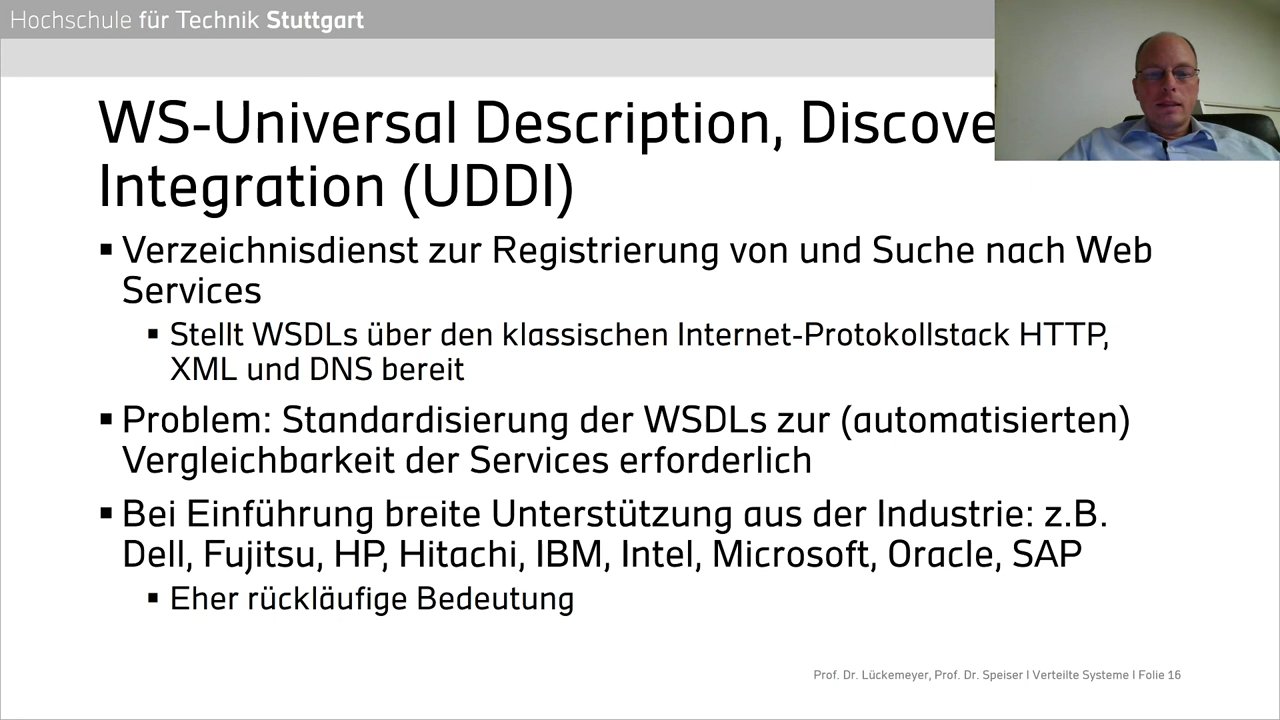 Hochschule für Technik Stuttgart
WS-Universal Description, Discove
Integration (UDDI)
▪ Verzeichnisdienst zur Registrierung von und Suche nach Web
Services
▪ Stellt WSDLs über den klassischen Internet-Protokollstack HTTP,
XML und DNS bereit
▪ Problem: Standardisierung der WSDLs zur (automatisierten)
Vergleichbarkeit der Services erforderlich
▪ Bei Einführung breite Unterstützung aus der Industrie: z.B.
Dell, Fujitsu, HP, Hitachi, IBM, Intel, Microsoft, Oracle, SAP
▪ Eher rückläufige Bedeutung
Prof. Dr. Lückemeyer, Prof. Dr. Speiser I Verteilte Systeme I Folie 16